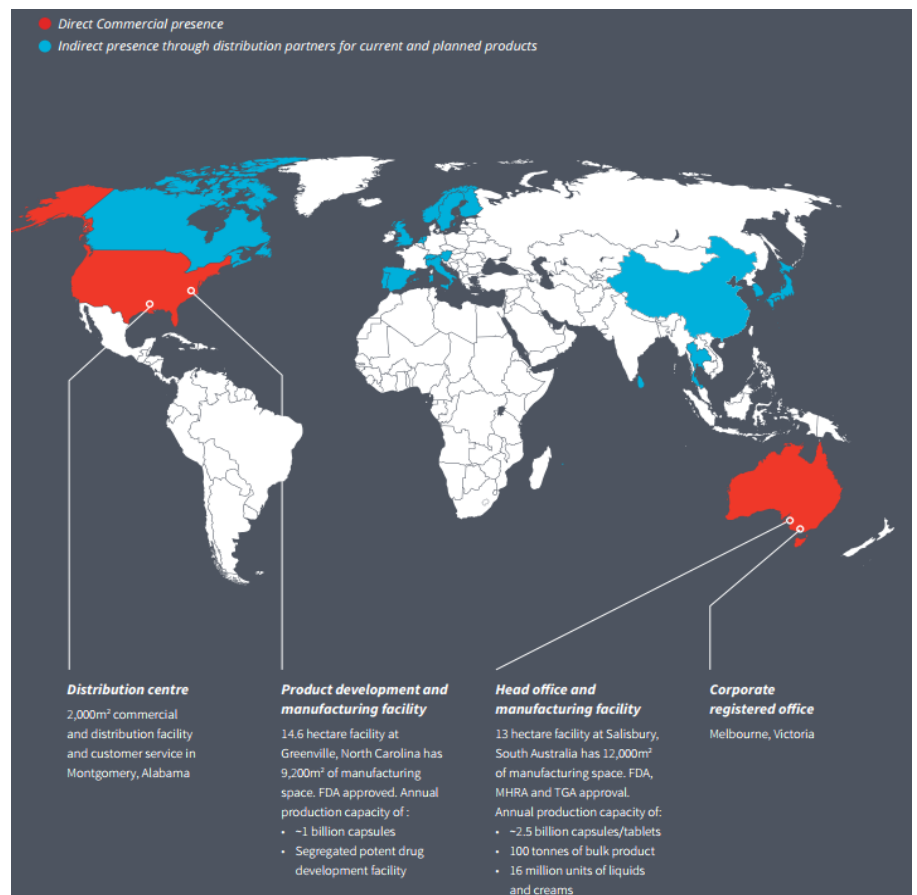 Direct Commercial presence
Indirect presence through distribution partners for current and planned products
Distribution centre
2,000m² commercial
and distribution facility
and customer service in
Montgomery, Alabama
Product development and
manufacturing facility
14.6 hectare facility at
Greenville, North Carolina has
9,200m² of manufacturing
space. FDA approved. Annual
production capacity of :
• ~1 billion capsules
• Segregated potent drug
development facility
Head office and
manufacturing facility
13 hectare facility at Salisbury,
South Australia has 12,000m²
of manufacturing space. FDA,
MHRA and TGA approval.
Annual production capacity of:
• ~2.5 billion capsules/tablets
• 100 tonnes of bulk product
• 16 million units of liquids
and creams
Corporate
registered office
Melbourne, Victoria